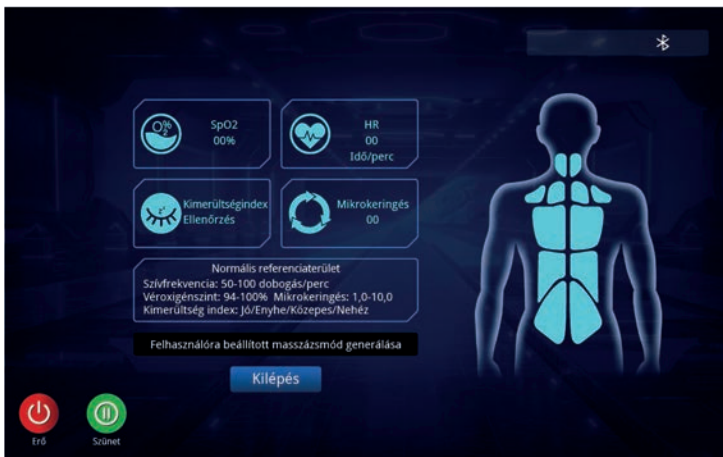 SpO2
00%
HR
00
Idő/perc
Kimerültségindex
Ellenőrzés
Mikrokeringés
00
Normális referenciaterület
Szívfrekvencia: 50-100 dobogás/perc
Véroxigénszint: 94-100% Mikrokeringés: 1,0-10,0
Kimerültség index: Jó/Enyhe/Közepes/Nehéz
Felhasználóra beállított masszázsmód generálása
Kilépés
Erő
Szünet